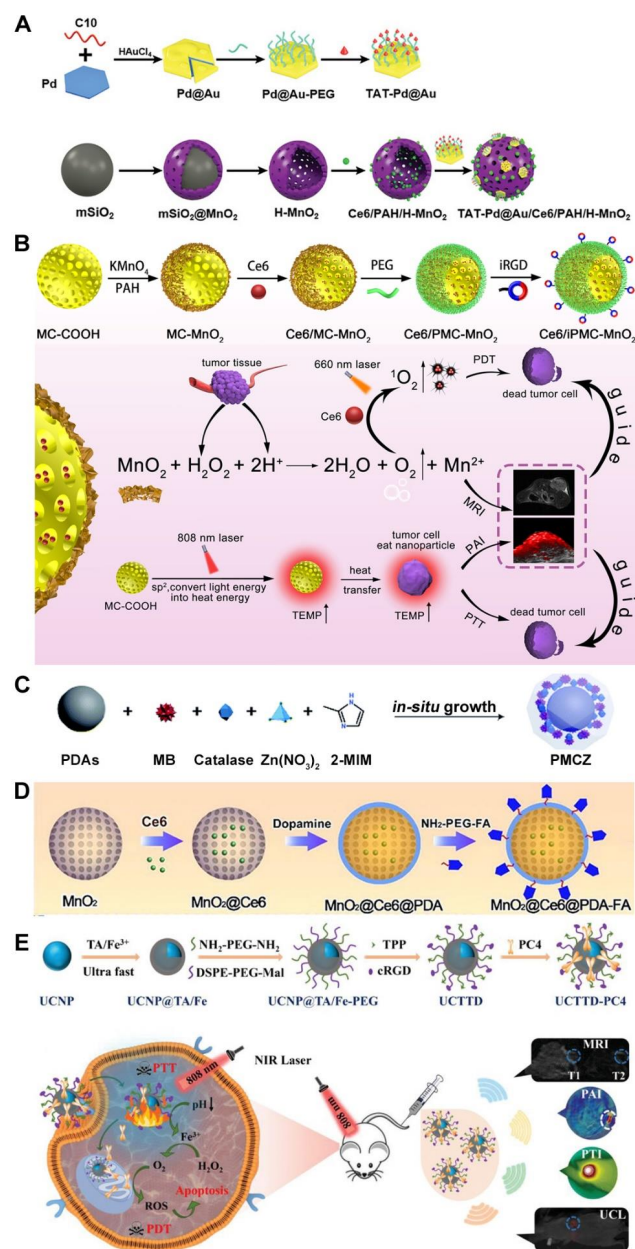 A
C10
+
Pd
HAuCl₄
Pd@Au
Pd@Au-PEG
TAT-Pd@Au
mSiO₂
mSiO₂@MnO₂
H-MnO₂
Ce6/PAH/H-MnO₂
TAT-Pd@Au/Ce6/PAH/H-MnO₂
B
KMnO₄
PAH
Ce6
PEG
iRGD
MC-COOH
MC-MnO₂
Ce6/MC-MnO₂
Ce6/PMC-MnO₂
Ce6/iPMC-MnO₂
tumor tissue
660 nm laser
Ce6
¹O₂
PDT
dead tumor cell
guide
MnO₂ + H₂O₂ + 2H⁺ → 2H₂O + O₂↑ + Mn²⁺
MRI
PAI
808 nm laser
MC-COOH
sp²,convert light energy
into heat energy
TEMP↑
heat
transfer
tumor cell
eat nanoparticle
TEMP↑
PTT
dead tumor cell
guide
C
+ + + +
in-situ growth
PDAs
MB
Catalase
Zn(NO₃)₂
2-MIM
PMCZ
D
Ce6
Dopamine
NH₂-PEG-FA
MnO₂
MnO₂@Ce6
MnO₂@Ce6@PDA
MnO₂@Ce6@PDA-FA
E
TA/Fe³⁺
Ultra fast
NH₂-PEG-NH₂
DSPE-PEG-Mal
TPP
cRGD
PC4
UCNP
UCNP@TA/Fe
UCNP@TA/Fe-PEG
UCTTD
UCTTD-PC4
NIR Laser
808 nm
PTT
pH↓
Fe³⁺
O₂
H₂O₂
ROS
Apoptosis
PDT
808 nm
MRI
T1
T2
PAI
PTI
UCL